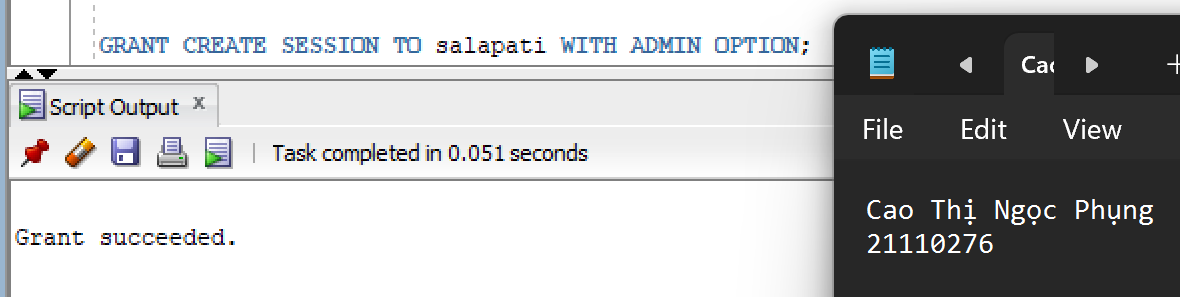 GRANT CREATE SESSION TO salapati WITH ADMIN OPTION;
Script Output x
Task completed in 0.051 seconds
Grant succeeded.
Cao
File Edit View
Cao Thị Ngọc Phụng
21110276